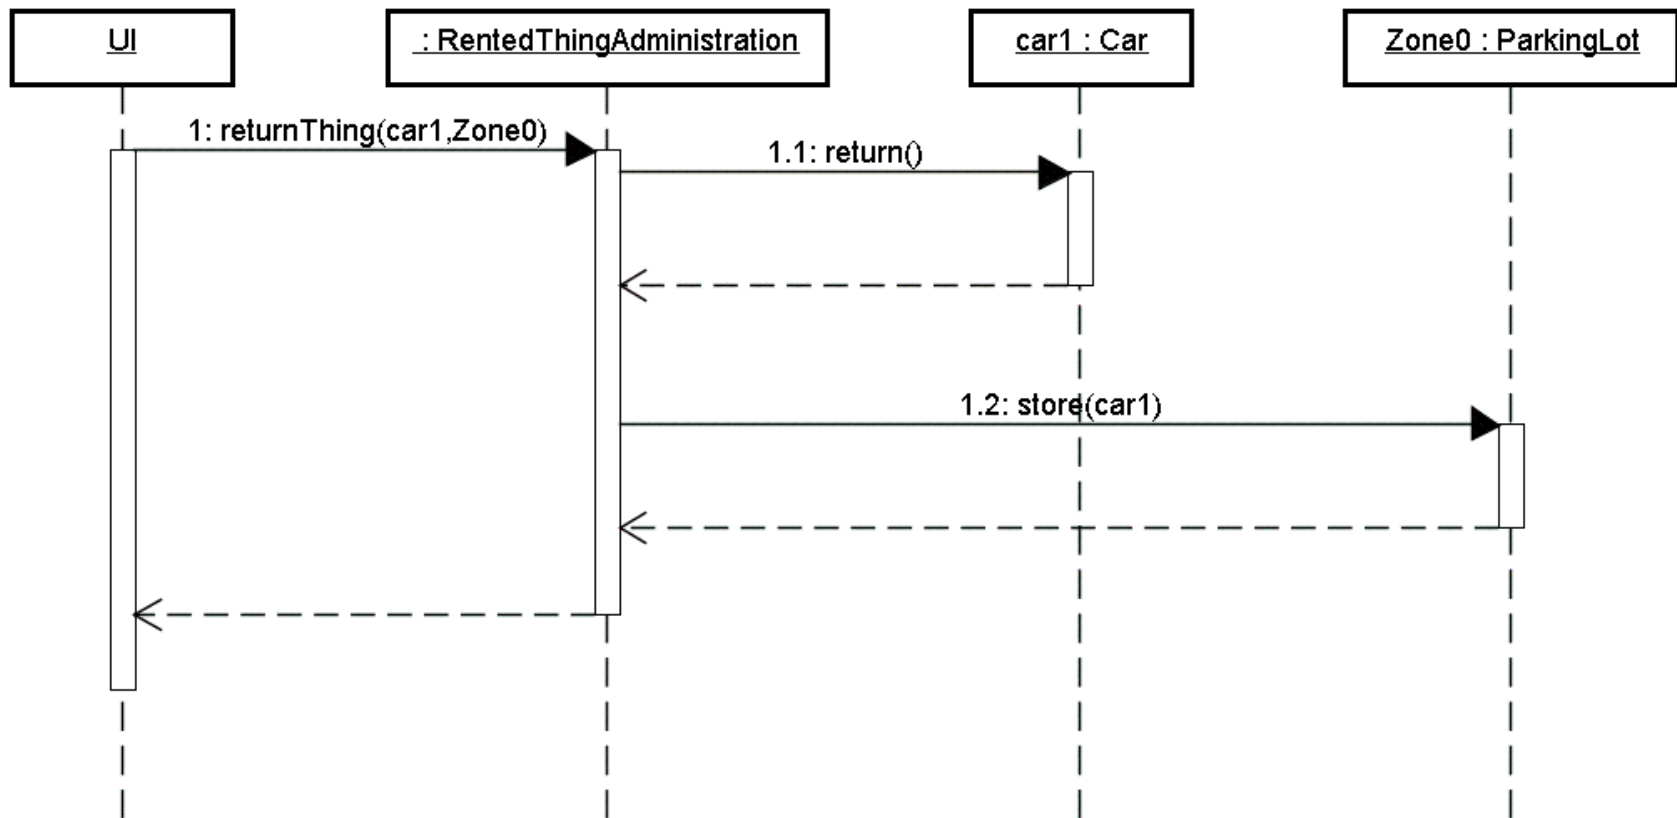 UI
: RentedThingAdministration
car1 : Car
Zone0 : ParkingLot
1: returnThing(car1,Zone0)
1.1: return()
1.2: store(car1)